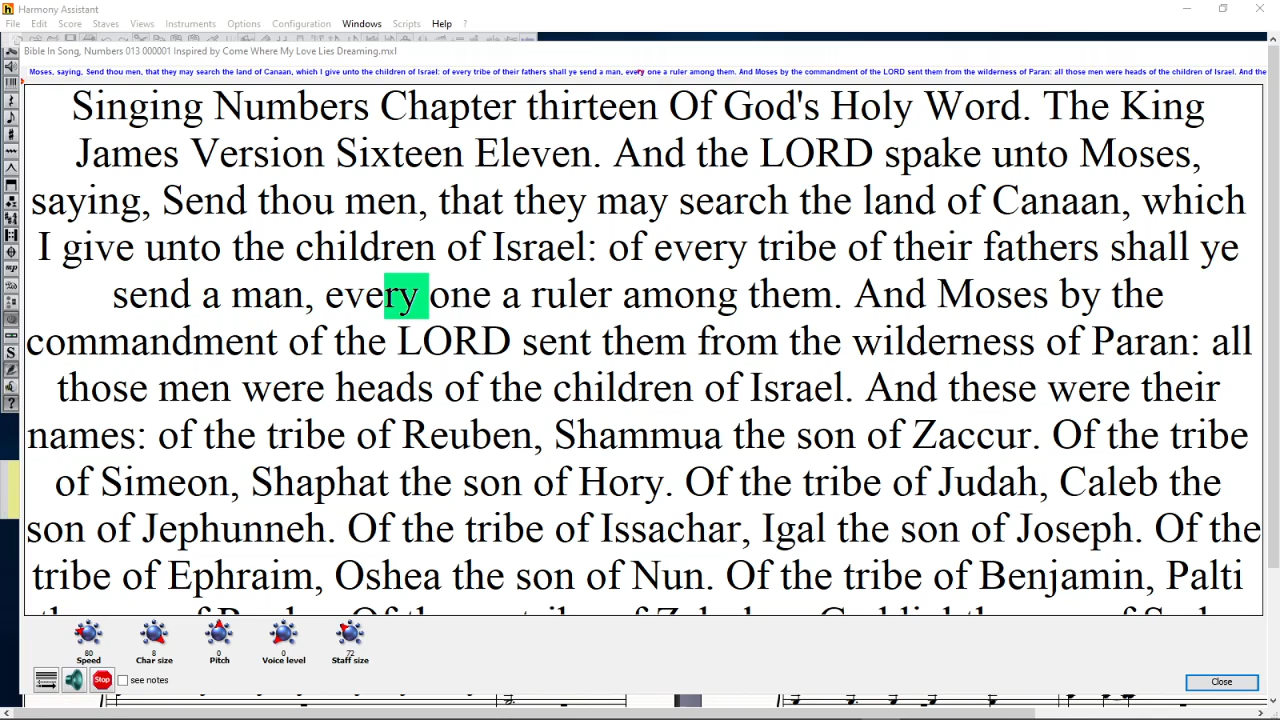 Harmony Assistant
File Edit Score Staves Views Instruments Options Configuration Windows Scripts Help ?
Bible In Song, Numbers 013 000001 Inspired by Come Where My Love Lies Dreaming.mxl
Moses, saying, Send thou men, that they may search the land of Canaan, which I give unto the children of Israel: of every tribe of their fathers shall ye send a man, every one a ruler among them. And Moses by the commandment of the LORD sent them from the wilderness of Paran: all those men were heads of the children of Israel. And the
Singing Numbers Chapter thirteen Of God's Holy Word. The King
James Version Sixteen Eleven. And the LORD spake unto Moses,
saying, Send thou men, that they may search the land of Canaan, which
I give unto the children of Israel: of every tribe of their fathers shall ye
send a man, every one a ruler among them. And Moses by the
commandment of the LORD sent them from the wilderness of Paran: all
those men were heads of the children of Israel. And these were their
names: of the tribe of Reuben, Shammua the son of Zaccur. Of the tribe
of Simeon, Shaphat the son of Hory. Of the tribe of Judah, Caleb the
son of Jephunneh. Of the tribe of Issachar, Igal the son of Joseph. Of the
tribe of Ephraim, Oshea the son of Nun. Of the tribe of Benjamin, Palti
80 8 0 0 72
Speed Char size Pitch Voice level Staff size
Stop see notes Close